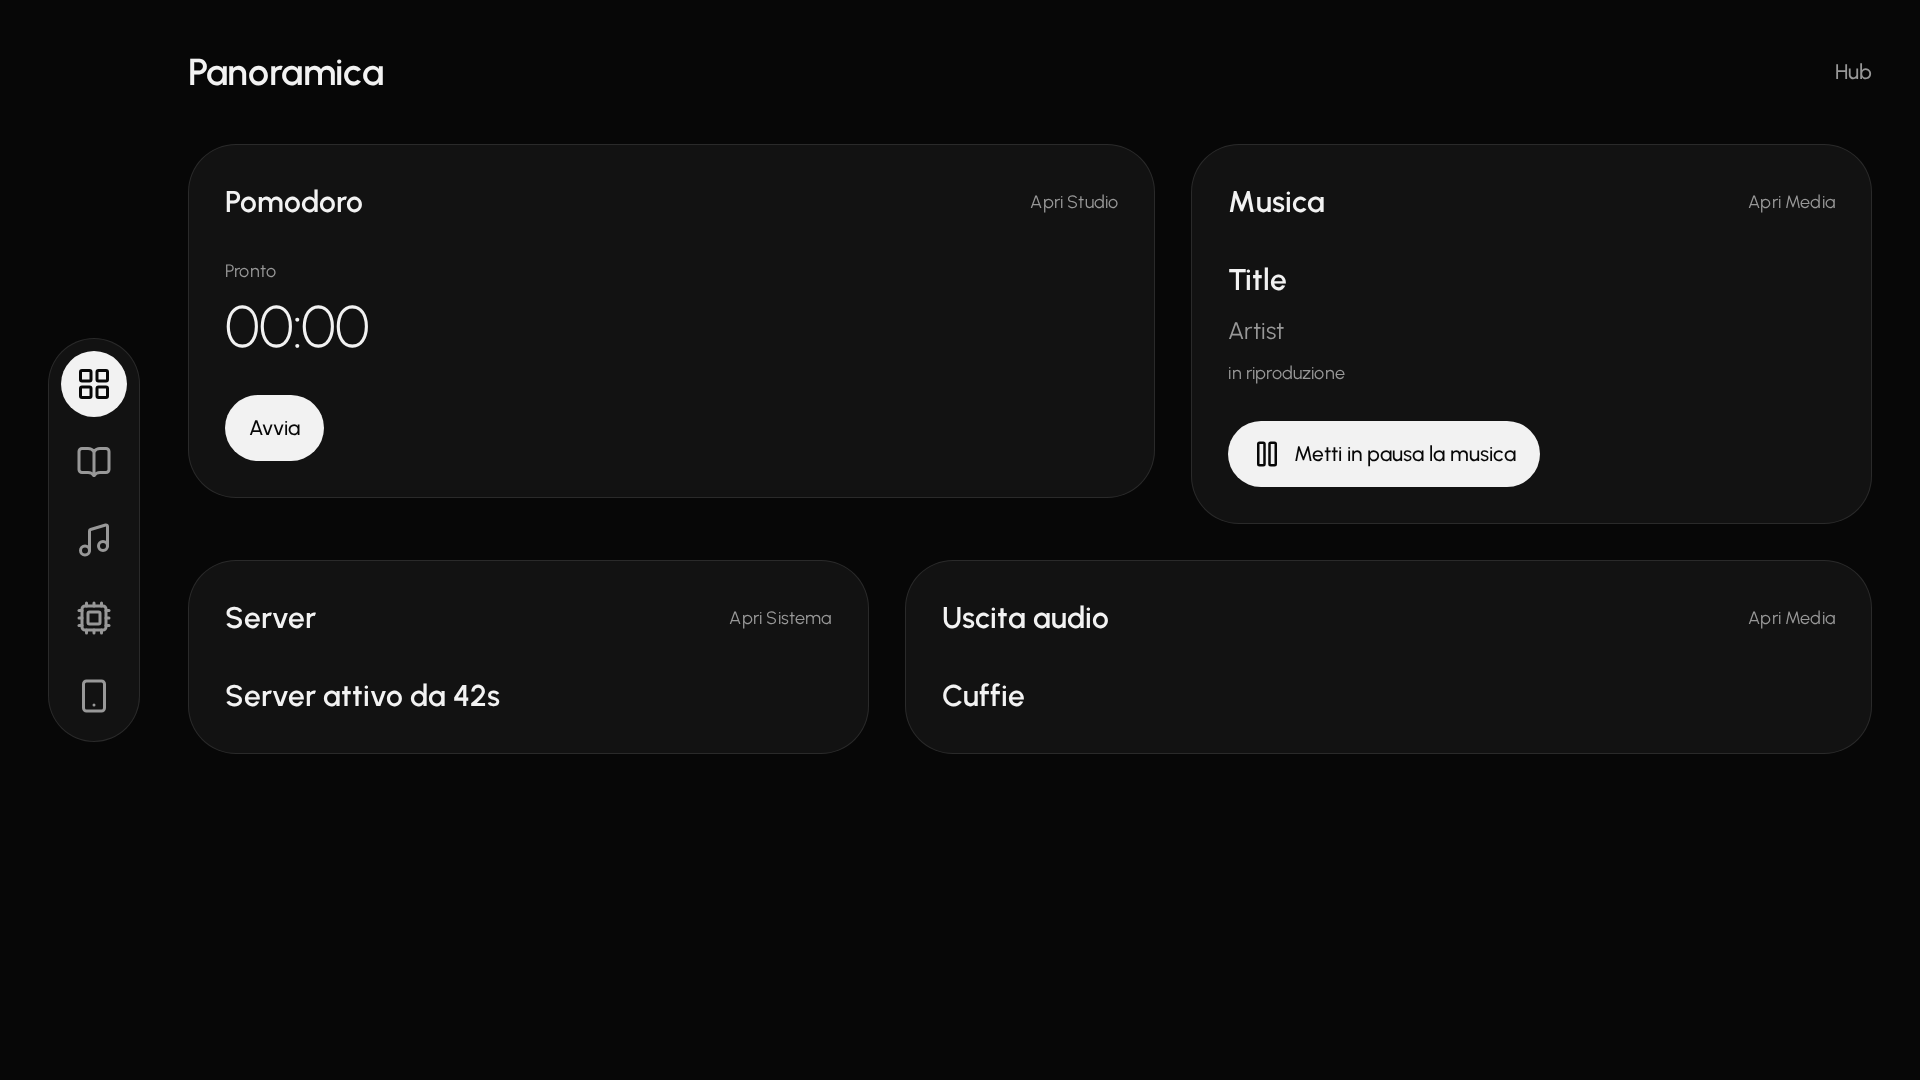 Panoramica
Hub
Pomodoro
Apri Studio
Pronto
00:00
Avvia
Musica
Apri Media
Title
Artist
in riproduzione
Metti in pausa la musica
Server
Apri Sistema
Server attivo da 42s
Uscita audio
Apri Media
Cuffie